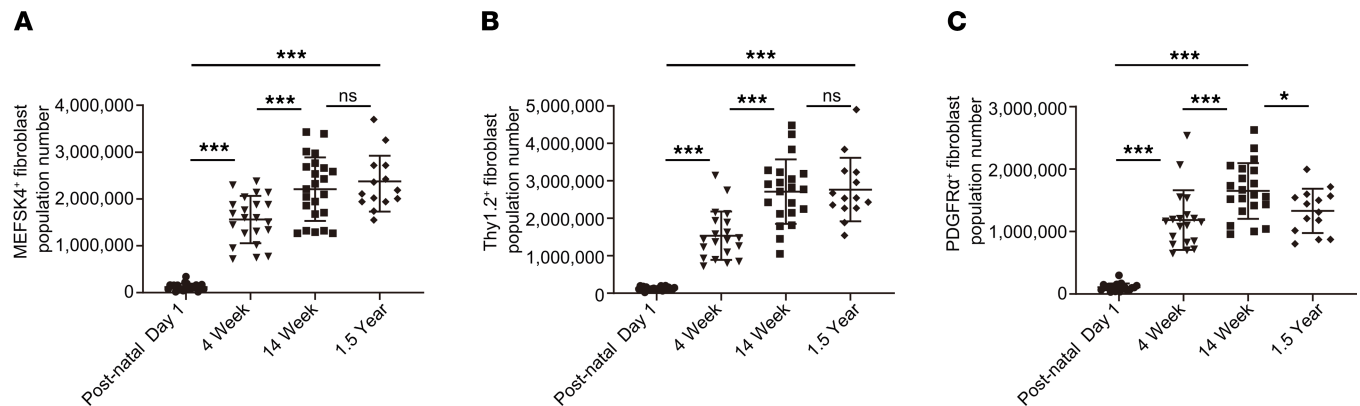 A
***
***
***
ns
MEFSK4⁺ fibroblast
population number
4,000,000
3,000,000
2,000,000
1,000,000
0
Post-natal Day 1
4 Week
14 Week
1.5 Year
B
***
***
***
ns
Thy1.2⁺ fibroblast
population number
5,000,000
4,000,000
3,000,000
2,000,000
1,000,000
0
Post-natal Day 1
4 Week
14 Week
1.5 Year
C
***
***
***
*
PDGFRα⁺ fibroblast
population number
3,000,000
2,000,000
1,000,000
0
Post-natal Day 1
4 Week
14 Week
1.5 Year